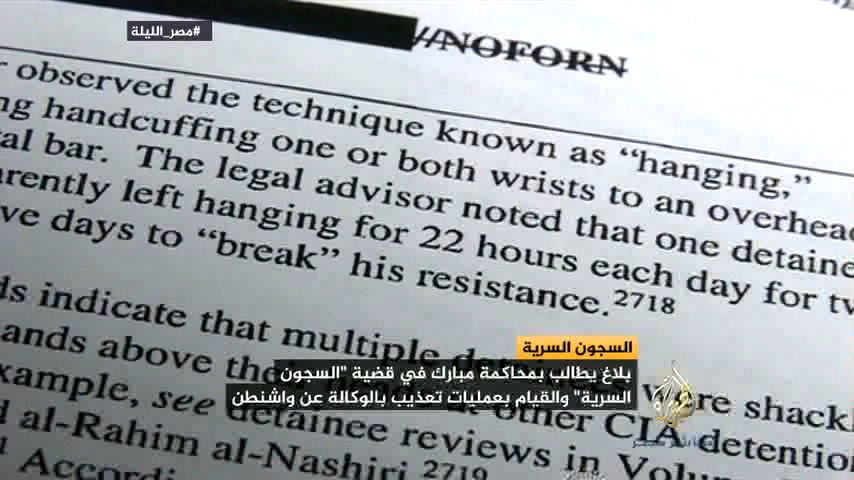 #مصر_الليلة
//NOFORN
observed the technique known as “hanging,”
handcuffing one or both wrists to an overhead
bar. The legal advisor noted that one detainee
left hanging for 22 hours each day for
days to “break” his resistance.2718
indicate that multiple detainees were
السجون السرية
above the
بلاغ يطالب بمحاكمة مبارك في قضية "السجون
السرية" والقيام بعمليات تعذيب بالوكالة عن واشنطن
other CIA detention
see detainee reviews in
al-Rahim al-Nashiri 2719